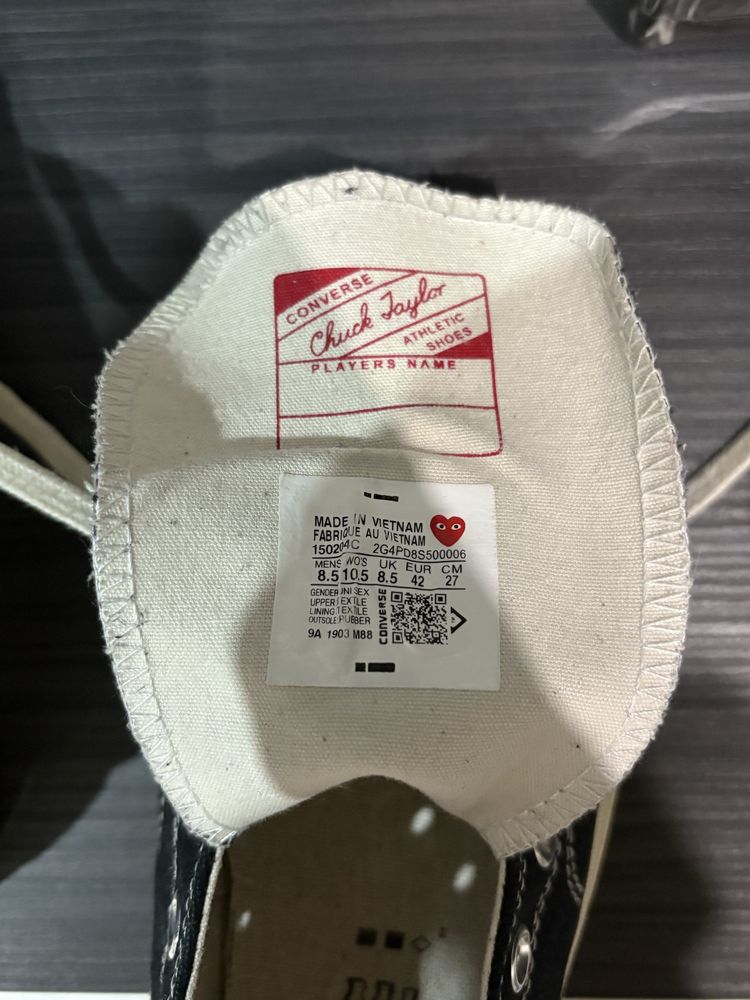 CONVERSE
Chuck Taylor
ATHLETIC
SHOES
PLAYERS NAME
MADE IN VIETNAM
FABRIQUE AU VIETNAM
150204C 2G4PD8S500006
MENS WO'S UK EUR CM
8.5 10.5 8.5 42 27
GENDER:UNISEX
UPPER:TEXTILE
LINING:TEXTILE
OUTSOLE:RUBBER
CONVERSE
9A 1903 M88